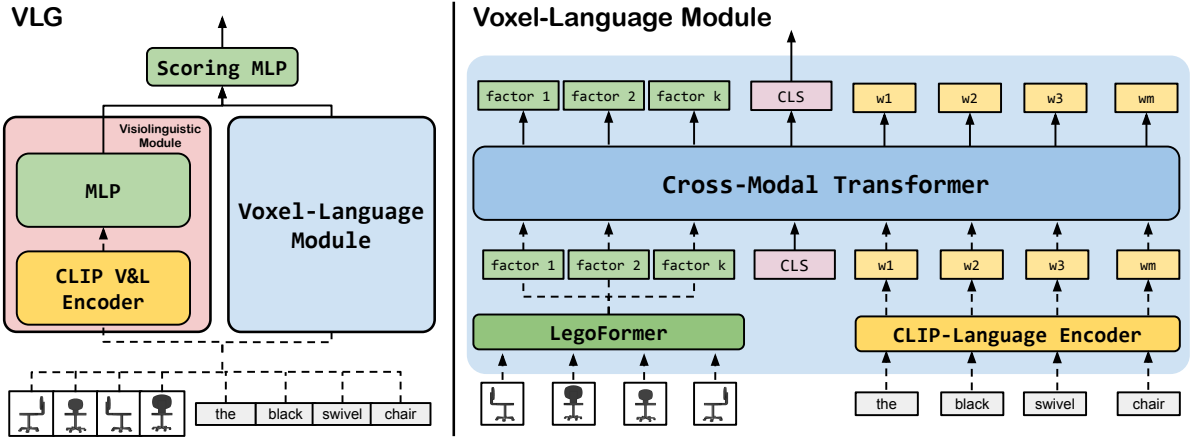 VLG
Scoring MLP
Visiolinguistic
Module
MLP
CLIP V&L
Encoder
Voxel-Language
Module
the black swivel chair
Voxel-Language Module
factor 1 factor 2 factor k CLS w1 w2 w3 wm
Cross-Modal Transformer
factor 1 factor 2 factor k CLS w1 w2 w3 wm
LegoFormer
CLIP-Language Encoder
the black swivel chair